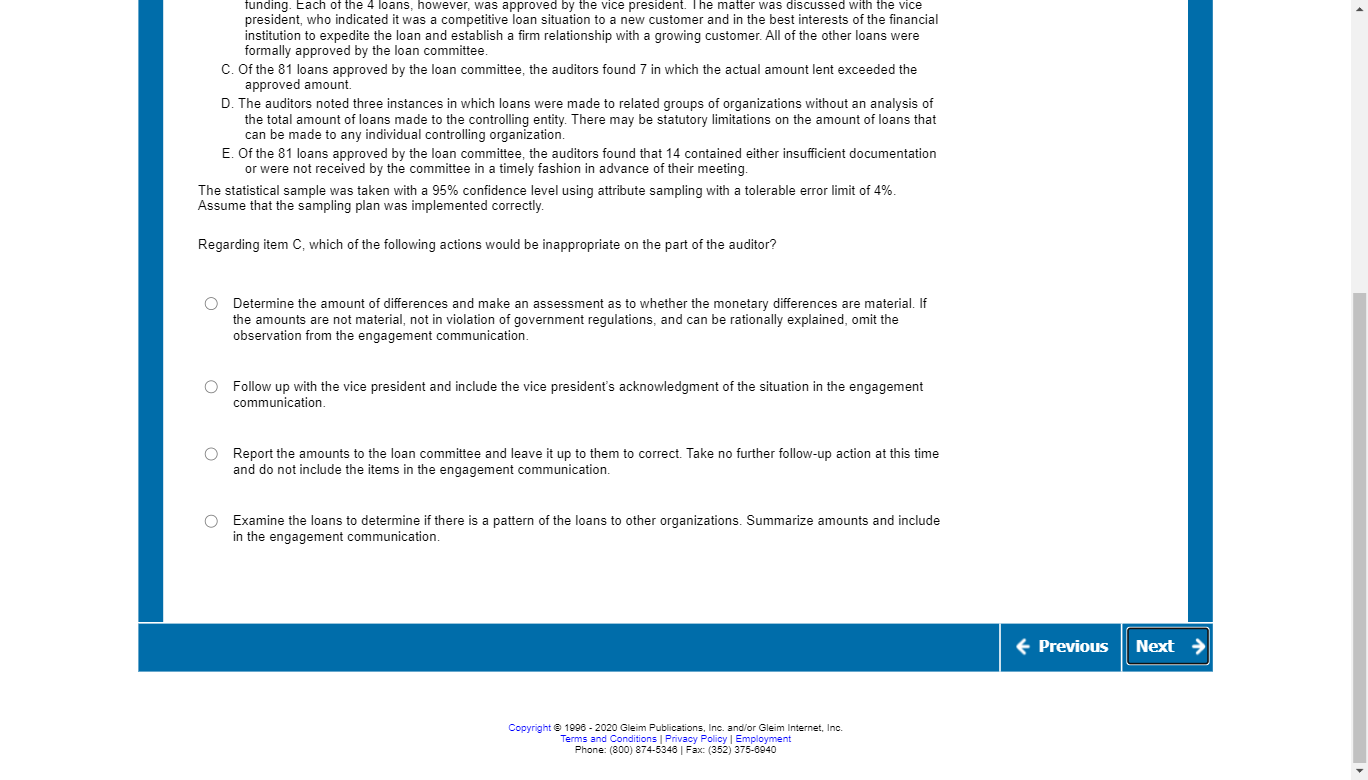 funding. Each of the 4 loans, however, was approved by the vice president. The matter was discussed with the vice
president, who indicated it was a competitive loan situation to a new customer and in the best interests of the financial
institution to expedite the loan and establish a firm relationship with a growing customer. All of the other loans were
formally approved by the loan committee.
C. Of the 81 loans approved by the loan committee, the auditors found 7 in which the actual amount lent exceeded the
approved amount.
D. The auditors noted three instances in which loans were made to related groups of organizations without an analysis of
the total amount of loans made to the controlling entity. There may be statutory limitations on the amount of loans that
can be made to any individual controlling organization.
E. Of the 81 loans approved by the loan committee, the auditors found that 14 contained either insufficient documentation
or were not received by the committee in a timely fashion in advance of their meeting.
The statistical sample was taken with a 95% confidence level using attribute sampling with a tolerable error limit of 4%.
Assume that the sampling plan was implemented correctly.
Regarding item C, which of the following actions would be inappropriate on the part of the auditor?
Determine the amount of differences and make an assessment as to whether the monetary differences are material. If
the amounts are not material, not in violation of government regulations, and can be rationally explained, omit the
observation from the engagement communication.
Follow up with the vice president and include the vice president's acknowledgment of the situation in the engagement
communication.
Report the amounts to the loan committee and leave it up to them to correct. Take no further follow-up action at this time
and do not include the items in the engagement communication.
Examine the loans to determine if there is a pattern of the loans to other organizations. Summarize amounts and include
in the engagement communication.
Previous Next
Copyright © 1996 - 2020 Gleim Publications, Inc. and/or Gleim Internet, Inc.
Terms and Conditions | Privacy Policy | Employment
Phone: (800) 874-5346 | Fax: (352) 375-6940